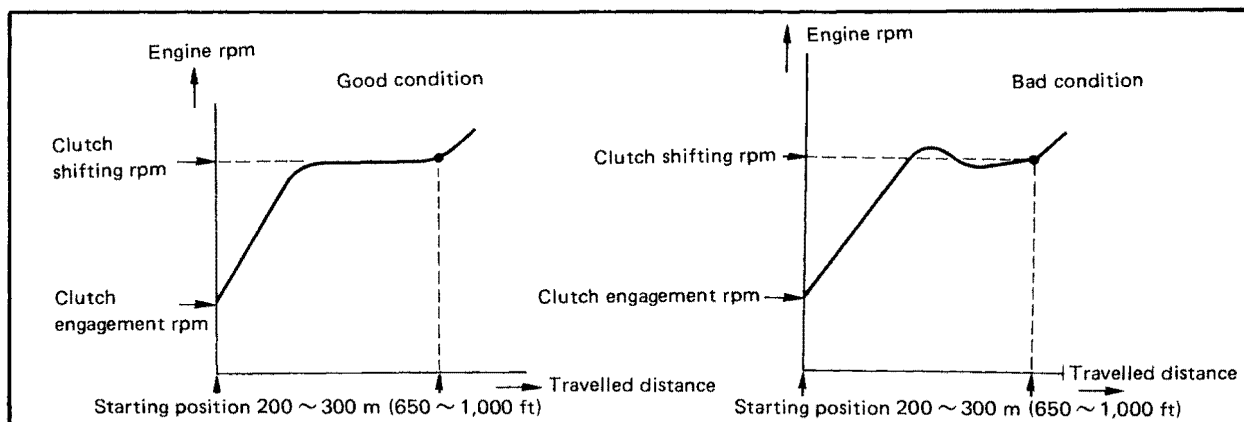 Engine rpm
Good condition
Clutch
shifting rpm
Clutch
engagement rpm
Travelled distance
Starting position 200 ~ 300 m (650 ~ 1,000 ft)
Engine rpm
Bad condition
Clutch shifting rpm
Clutch engagement rpm
Travelled distance
Starting position 200 ~ 300 m (650 ~ 1,000 ft)